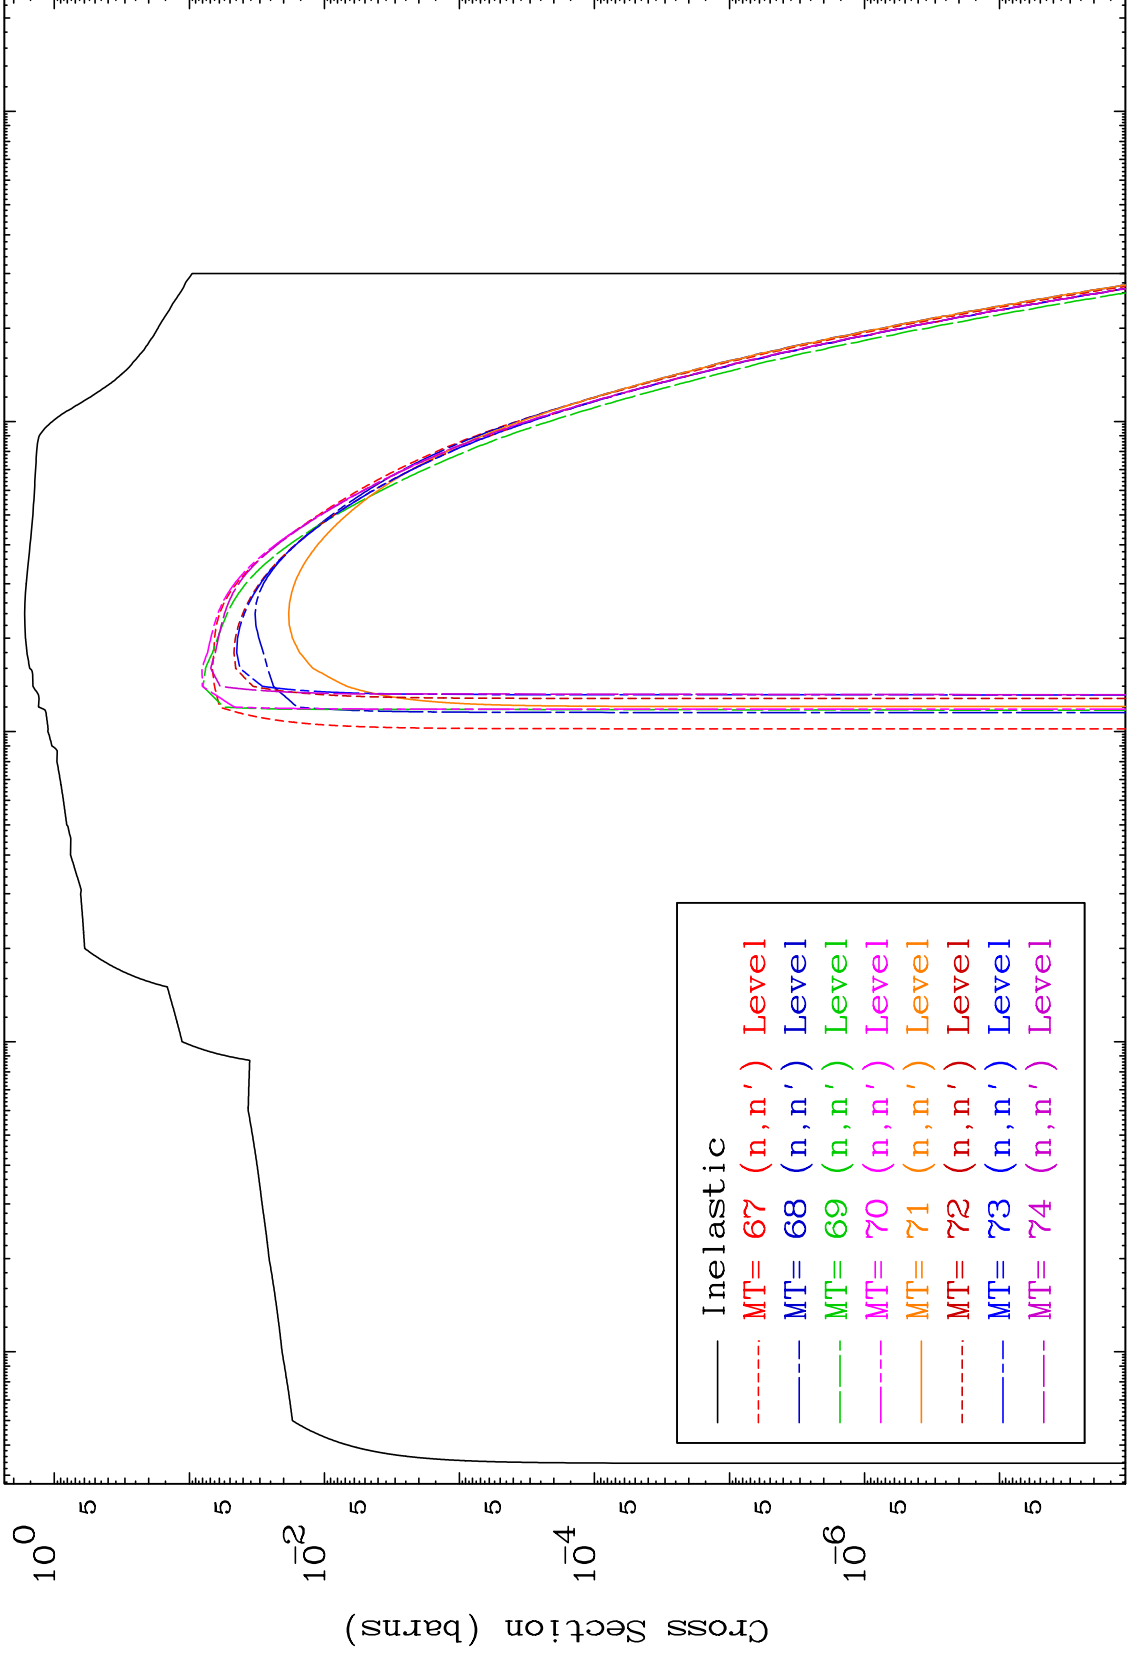 Cross Section (barns)
10⁰
5
5
10⁻²
5
5
10⁻⁴
5
5
10⁻⁶
5
5
Inelastic
MT= 67 (n,n') Level
MT= 68 (n,n') Level
MT= 69 (n,n') Level
MT= 70 (n,n') Level
MT= 71 (n,n') Level
MT= 72 (n,n') Level
MT= 73 (n,n') Level
MT= 74 (n,n') Level